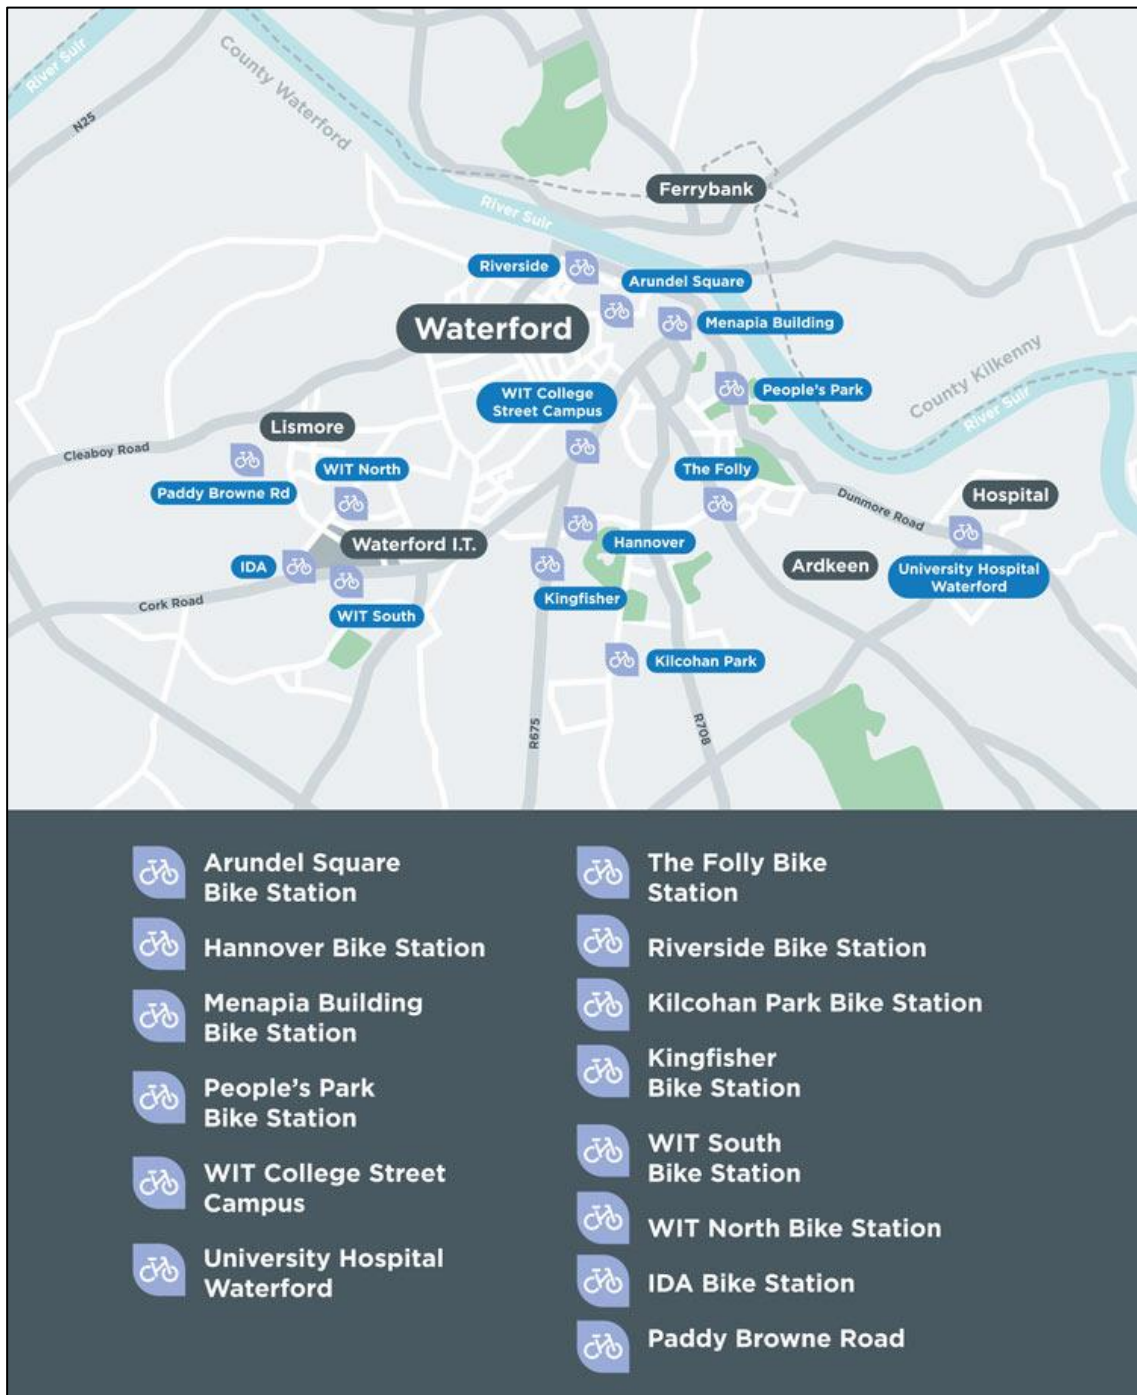 River Suir
County Waterford
N25
Ferrybank
River Suir
Riverside
Arundel Square
Waterford
Menapia Building
County Kilkenny
River Suir
WIT College
Street Campus
People's Park
Lismore
Cleaboy Road
WIT North
The Folly
Paddy Browne Rd
Dunmore Road
Hospital
Waterford I.T.
Hannover
IDA
Ardkeen
University Hospital
Waterford
Cork Road
WIT South
Kingfisher
Kilcohan Park
R675
R708
Arundel Square
Bike Station
Hannover Bike Station
Menapia Building
Bike Station
People's Park
Bike Station
WIT College Street
Campus
University Hospital
Waterford
The Folly Bike
Station
Riverside Bike Station
Kilcohan Park Bike Station
Kingfisher
Bike Station
WIT South
Bike Station
WIT North Bike Station
IDA Bike Station
Paddy Browne Road